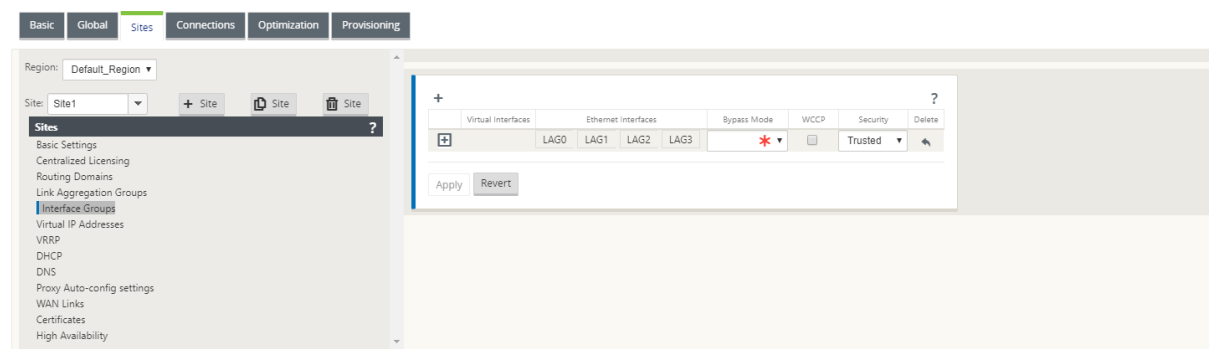 Basic Global Sites Connections Optimization Provisioning
Region: Default_Region
Site: Site1 + Site Site Site
Sites ?
Basic Settings
Centralized Licensing
Routing Domains
Link Aggregation Groups
Interface Groups
Virtual IP Addresses
VRRP
DHCP
DNS
Proxy Auto-config settings
WAN Links
Certificates
High Availability
+ ?
Virtual Interfaces Ethernet Interfaces Bypass Mode WCCP Security Delete
+ LAG0 LAG1 LAG2 LAG3 Trusted
Apply Revert